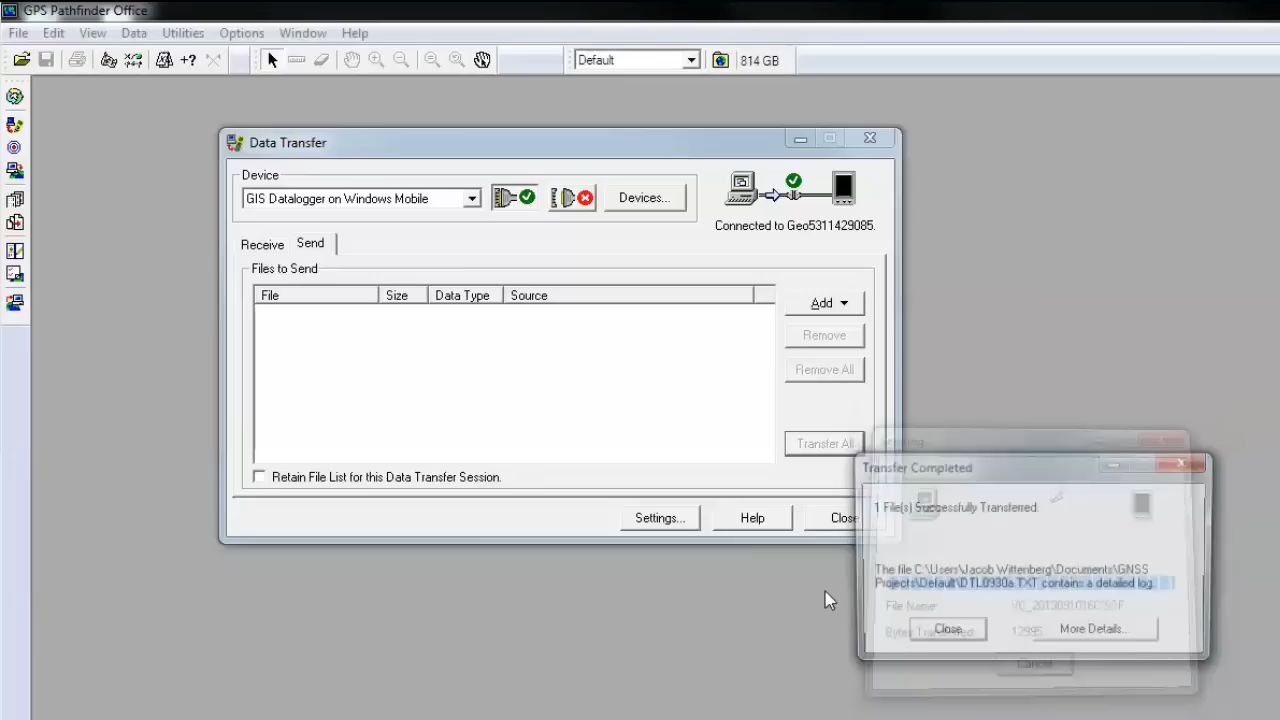 GPS Pathfinder Office
File Edit View Data Utilities Options Window Help
Default 814 GB
Data Transfer
Device
GIS Datalogger on Windows Mobile Devices...
Connected to Geo5311429085.
Receive Send
Files to Send
File Size Data Type Source
Add
Remove
Remove All
Transfer All
Retain File List for this Data Transfer Session.
Settings... Help Close
Transfer Completed
1 File(s) Successfully Transferred.
The file C:\Users\Jacob Wittenberg\Documents\GNSS
Projects\Default\DTL0930a.TXT contains a detailed log.
File Name:
Close More Details...
12995
Cancel